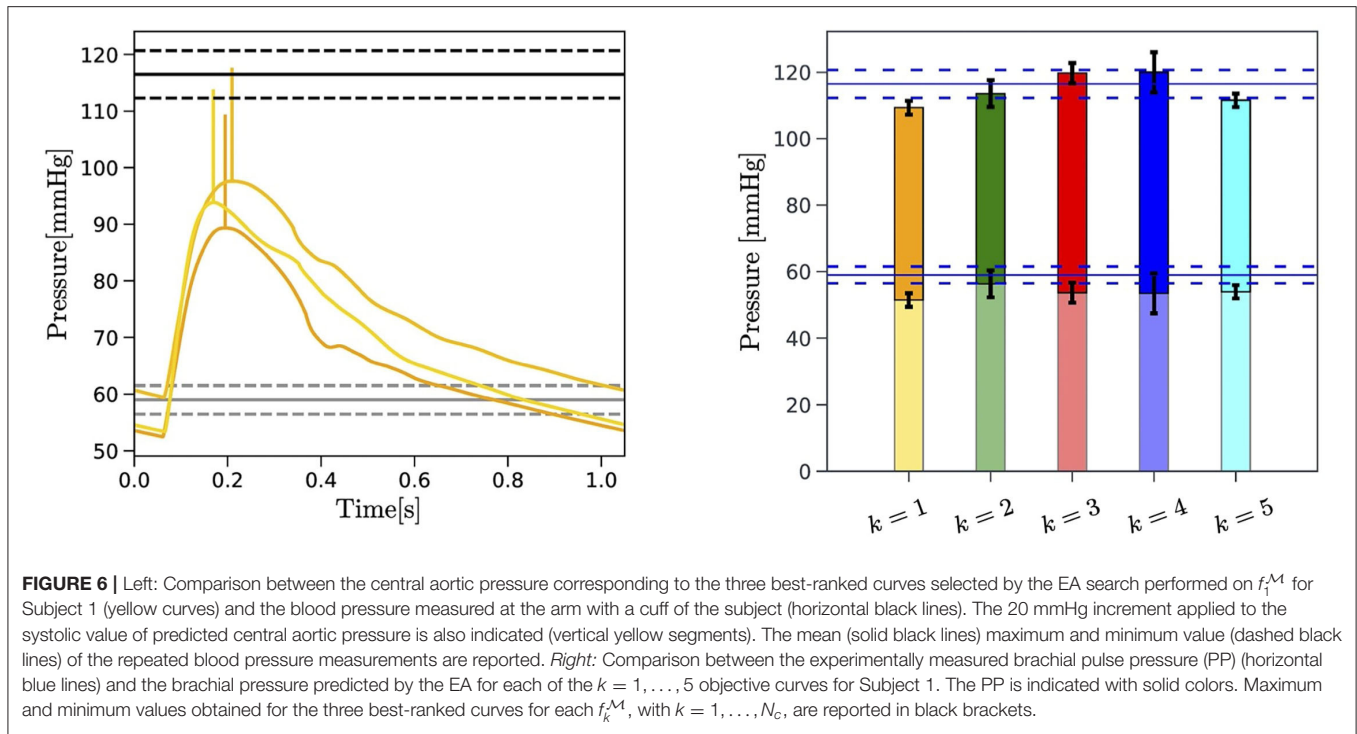 120
110
100
90
80
70
60
50
Pressure[mmHg]
0.0 0.2 0.4 0.6 0.8 1.0
Time[s]
120
100
80
60
40
20
0
Pressure [mmHg]
k = 1 k = 2 k = 3 k = 4 k = 5
FIGURE 6 | Left: Comparison between the central aortic pressure corresponding to the three best-ranked curves selected by the EA search performed on f₁^ℳ for
Subject 1 (yellow curves) and the blood pressure measured at the arm with a cuff of the subject (horizontal black lines). The 20 mmHg increment applied to the
systolic value of predicted central aortic pressure is also indicated (vertical yellow segments). The mean (solid black lines) maximum and minimum value (dashed black
lines) of the repeated blood pressure measurements are reported. Right: Comparison between the experimentally measured brachial pulse pressure (PP) (horizontal
blue lines) and the brachial pressure predicted by the EA for each of the k = 1, . . . , 5 objective curves for Subject 1. The PP is indicated with solid colors. Maximum
and minimum values obtained for the three best-ranked curves for each f_k^ℳ, with k = 1, . . . , N_c, are reported in black brackets.